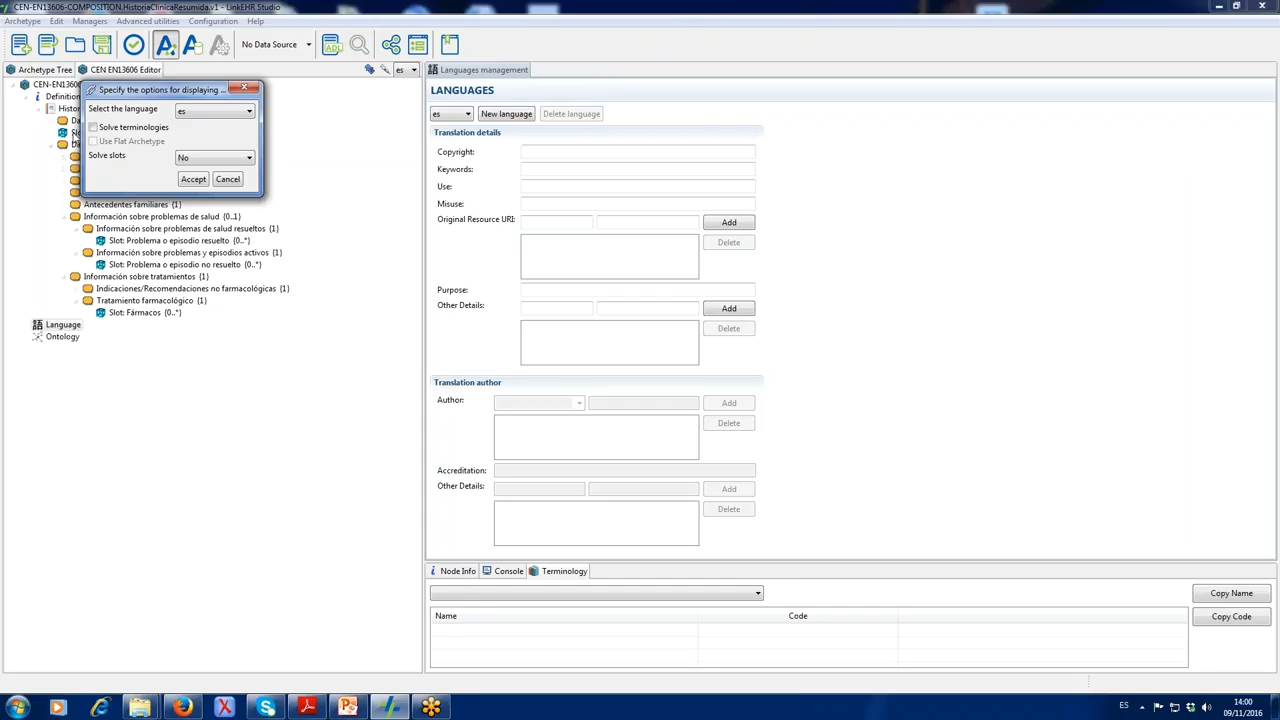 CEN-EN13606-COMPOSITION.HistoriaClinicaResumida.v1 - LinkEHR Studio
Archetype Edit Managers Advanced utilities Configuration Help
No Data Source
Archetype Tree CEN EN13606 Editor es
Languages management
CEN-EN13606
Specify the options for displaying ...
LANGUAGES
Definition
Select the language es
es New language Delete language
Solve terminologies
Translation details
Use Flat Archetype
Copyright:
Solve slots No
Keywords:
Accept Cancel
Use:
Misuse:
Antecedentes familiares {1}
Información sobre problemas de salud {0..1}
Original Resource URI: Add
Información sobre problemas de salud resueltos {1}
Slot: Problema o episodio resuelto {0..*}
Delete
Información sobre problemas y episodios activos {1}
Slot: Problema o episodio no resuelto {0..*}
Información sobre tratamientos {1}
Indicaciones/Recomendaciones no farmacológicas {1}
Purpose:
Tratamiento farmacológico {1}
Other Details: Add
Slot: Fármacos {0..*}
Language
Delete
Ontology
Translation author
Author: Add
Delete
Accreditation:
Other Details: Add
Delete
Node Info Console Terminology
Copy Name
Name Code
Copy Code
ES
14:00
09/11/2016